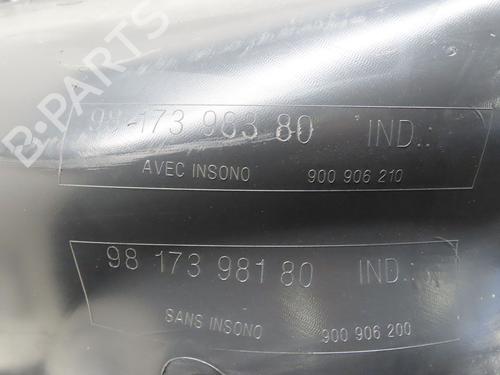 B-PARTS
98 173 983 80 IND.:
AVEC INSONO 900 906 210
98 173 981 80 IND.:
SANS INSONO 900 906 200